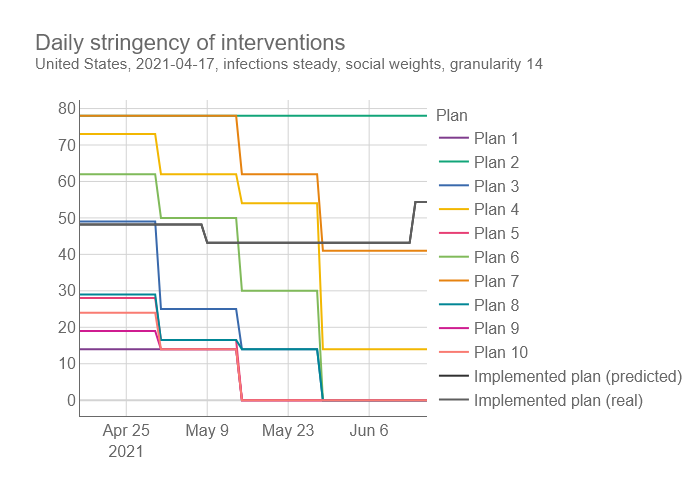 Daily stringency of interventions
United States, 2021-04-17, infections steady, social weights, granularity 14
80
70
60
50
40
30
20
10
0
Apr 25
2021
May 9
May 23
Jun 6
Plan
Plan 1
Plan 2
Plan 3
Plan 4
Plan 5
Plan 6
Plan 7
Plan 8
Plan 9
Plan 10
Implemented plan (predicted)
Implemented plan (real)